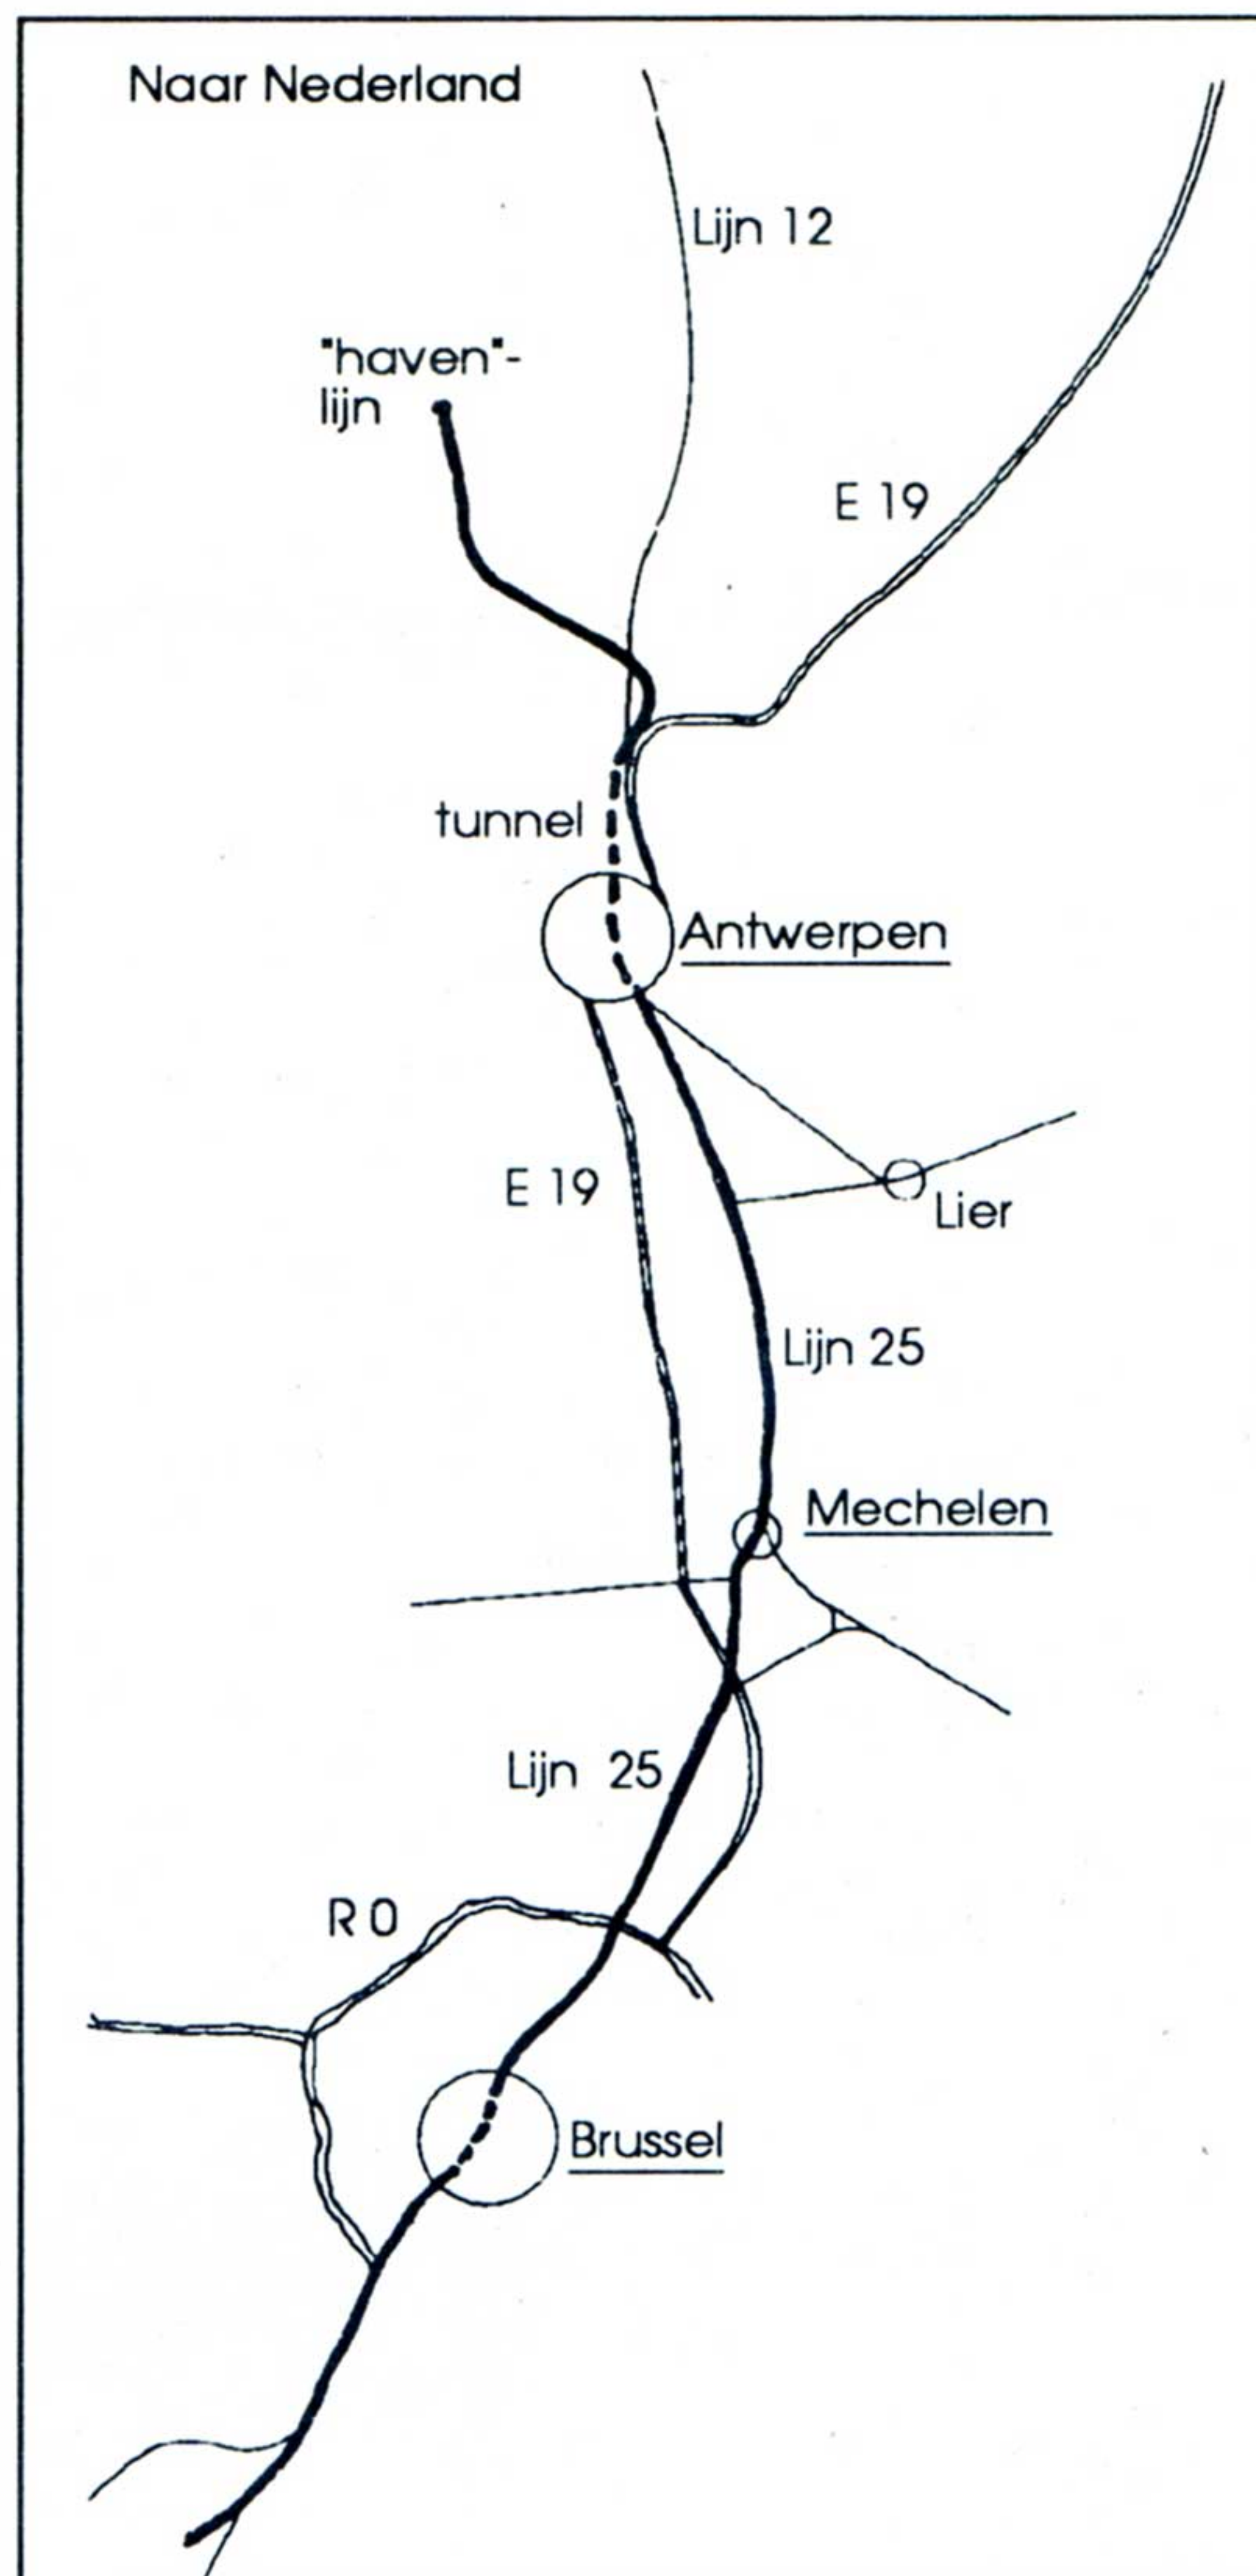 Naar Nederland
Lijn 12
"haven"-
lijn
E 19
tunnel
Antwerpen
E 19
Lier
Lijn 25
Mechelen
Lijn 25
R 0
Brussel